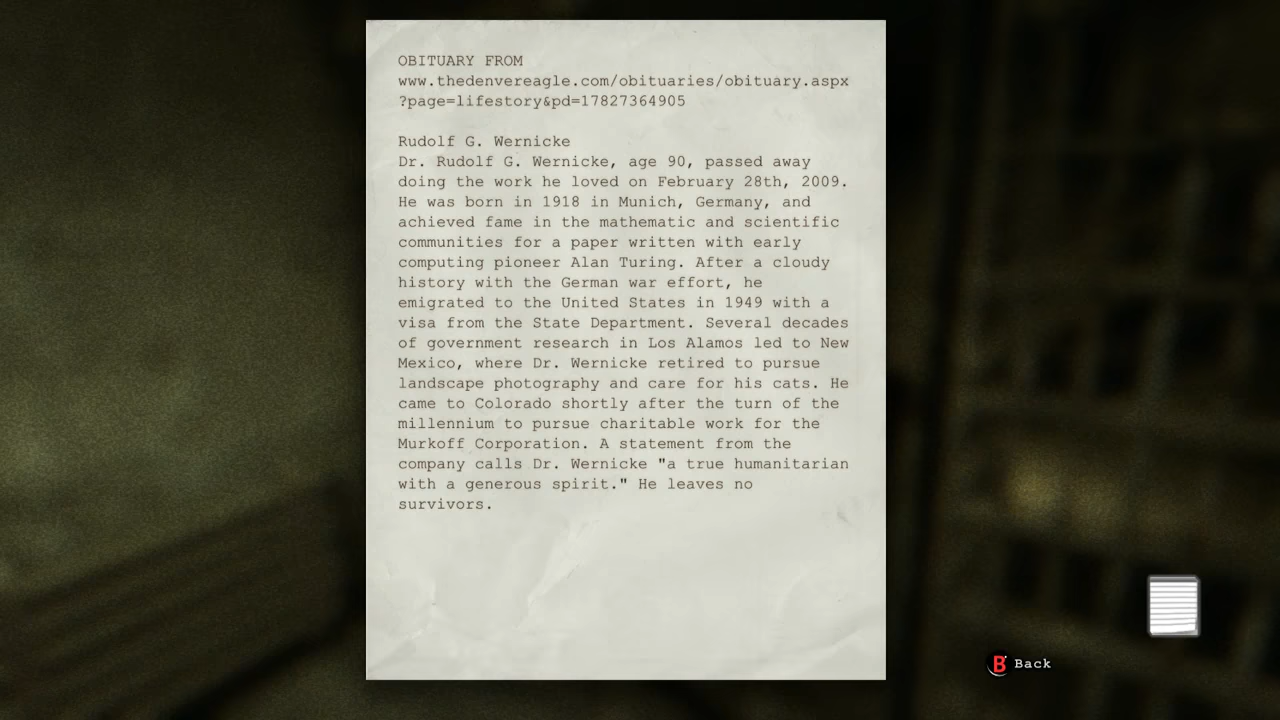 OBITUARY FROM
www.thedenvereagle.com/obituaries/obituary.aspx
?page=lifestory&pd=17827364905
Rudolf G. Wernicke
Dr. Rudolf G. Wernicke, age 90, passed away
doing the work he loved on February 28th, 2009.
He was born in 1918 in Munich, Germany, and
achieved fame in the mathematic and scientific
communities for a paper written with early
computing pioneer Alan Turing. After a cloudy
history with the German war effort, he
emigrated to the United States in 1949 with a
visa from the State Department. Several decades
of government research in Los Alamos led to New
Mexico, where Dr. Wernicke retired to pursue
landscape photography and care for his cats. He
came to Colorado shortly after the turn of the
millennium to pursue charitable work for the
Murkoff Corporation. A statement from the
company calls Dr. Wernicke "a true humanitarian
with a generous spirit." He leaves no
survivors.
B Back